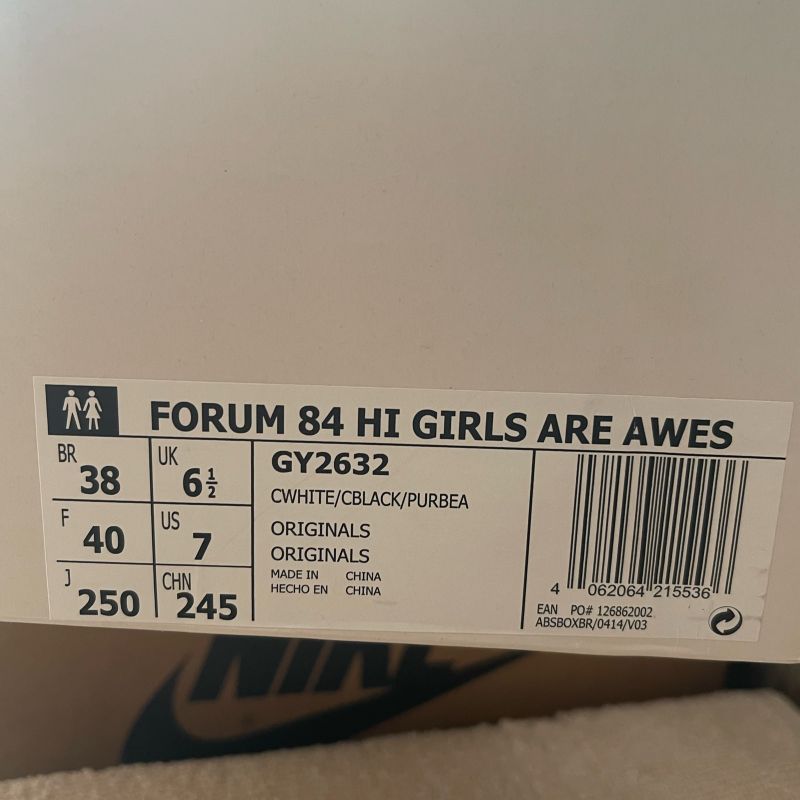 FORUM 84 HI GIRLS ARE AWES
BR 38
UK 6½
F 40
US 7
J 250
CHN 245
GY2632
CWHITE/CBLACK/PURBEA
ORIGINALS
ORIGINALS
MADE IN CHINA
HECHO EN CHINA
4 062064 215536
EAN PO# 126862002
ABSBOXBR/0414/V03
NIKE